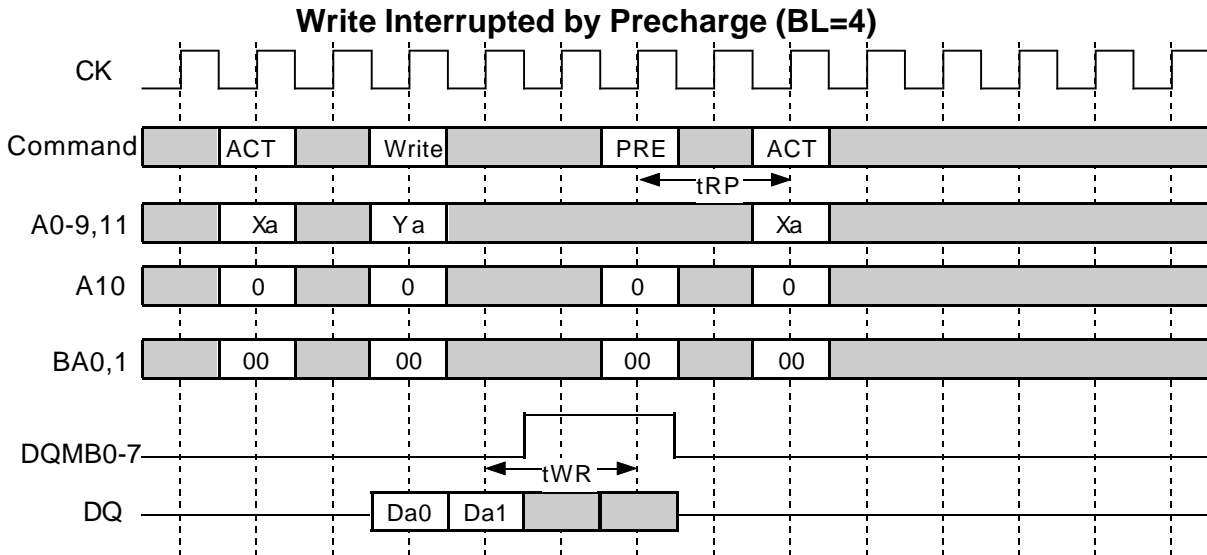 Write Interrupted by Precharge (BL=4)
CK
Command ACT Write PRE ACT
tRP
A0-9,11 Xa Ya Xa
A10 0 0 0 0
BA0,1 00 00 00 00
DQMB0-7
tWR
DQ Da0 Da1